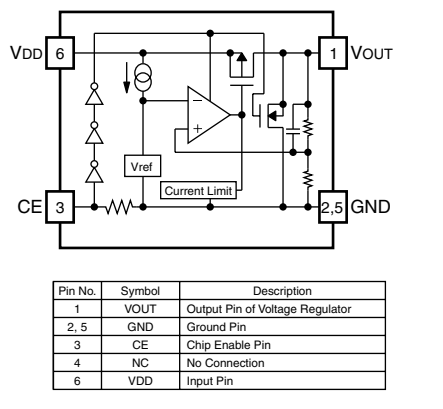 VDD 6
1 VOUT
−
+
Vref
Current Limit
CE 3
2,5 GND
Pin No. Symbol Description
1 VOUT Output Pin of Voltage Regulator
2, 5 GND Ground Pin
3 CE Chip Enable Pin
4 NC No Connection
6 VDD Input Pin